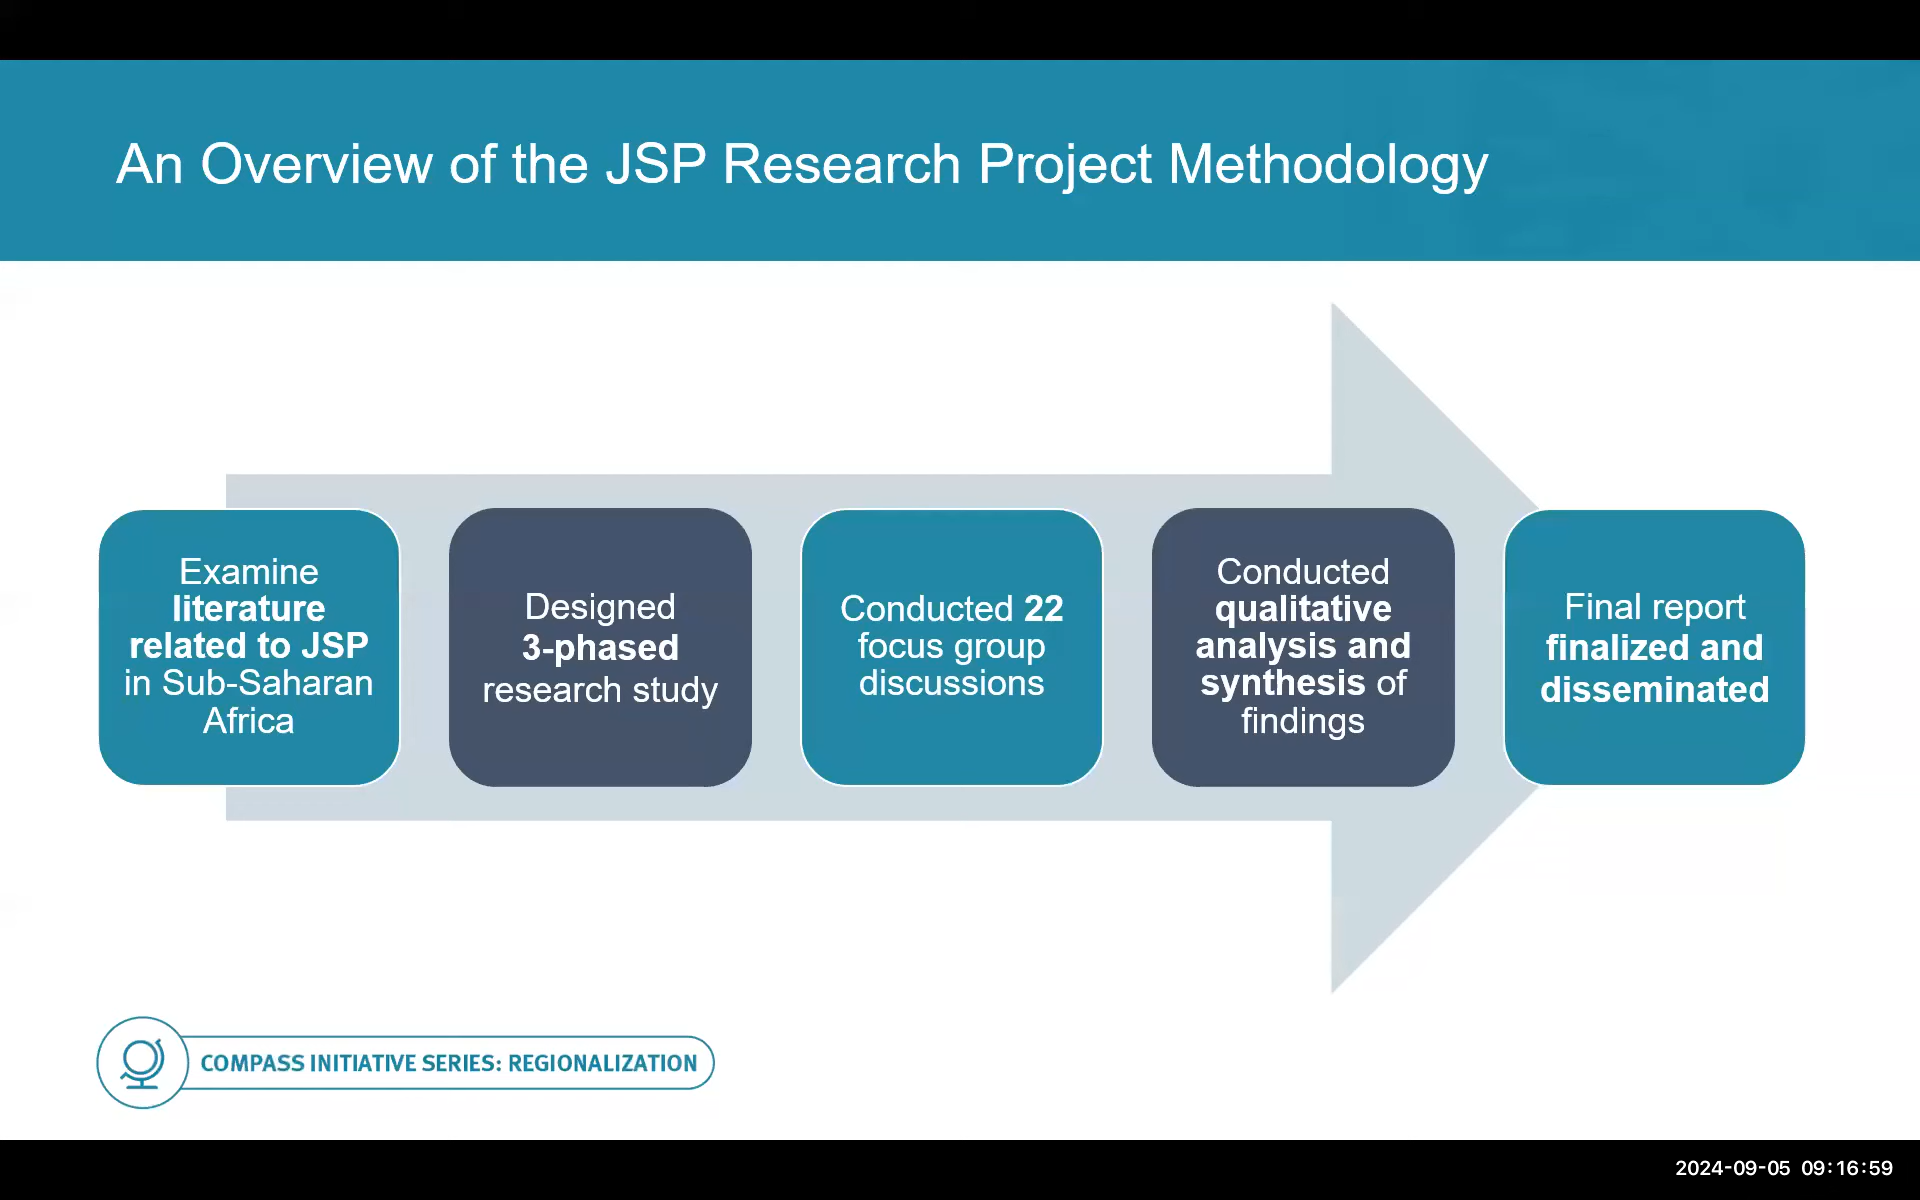 An Overview of the JSP Research Project Methodology
Examine
literature
related to JSP
in Sub-Saharan
Africa
Designed
3-phased
research study
Conducted 22
focus group
discussions
Conducted
qualitative
analysis and
synthesis of
findings
Final report
finalized and
disseminated
COMPASS INITIATIVE SERIES: REGIONALIZATION
2024-09-05 09:16:59